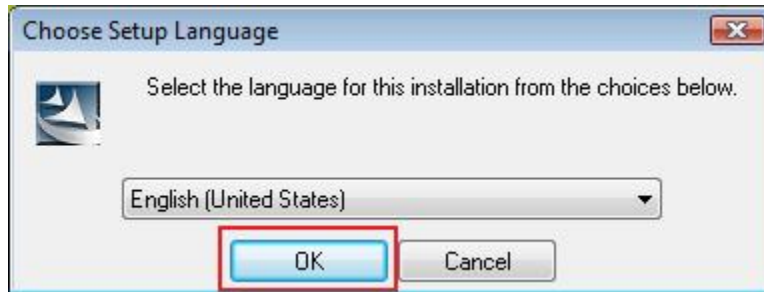 Choose Setup Language
Select the language for this installation from the choices below.
English (United States)
OK
Cancel